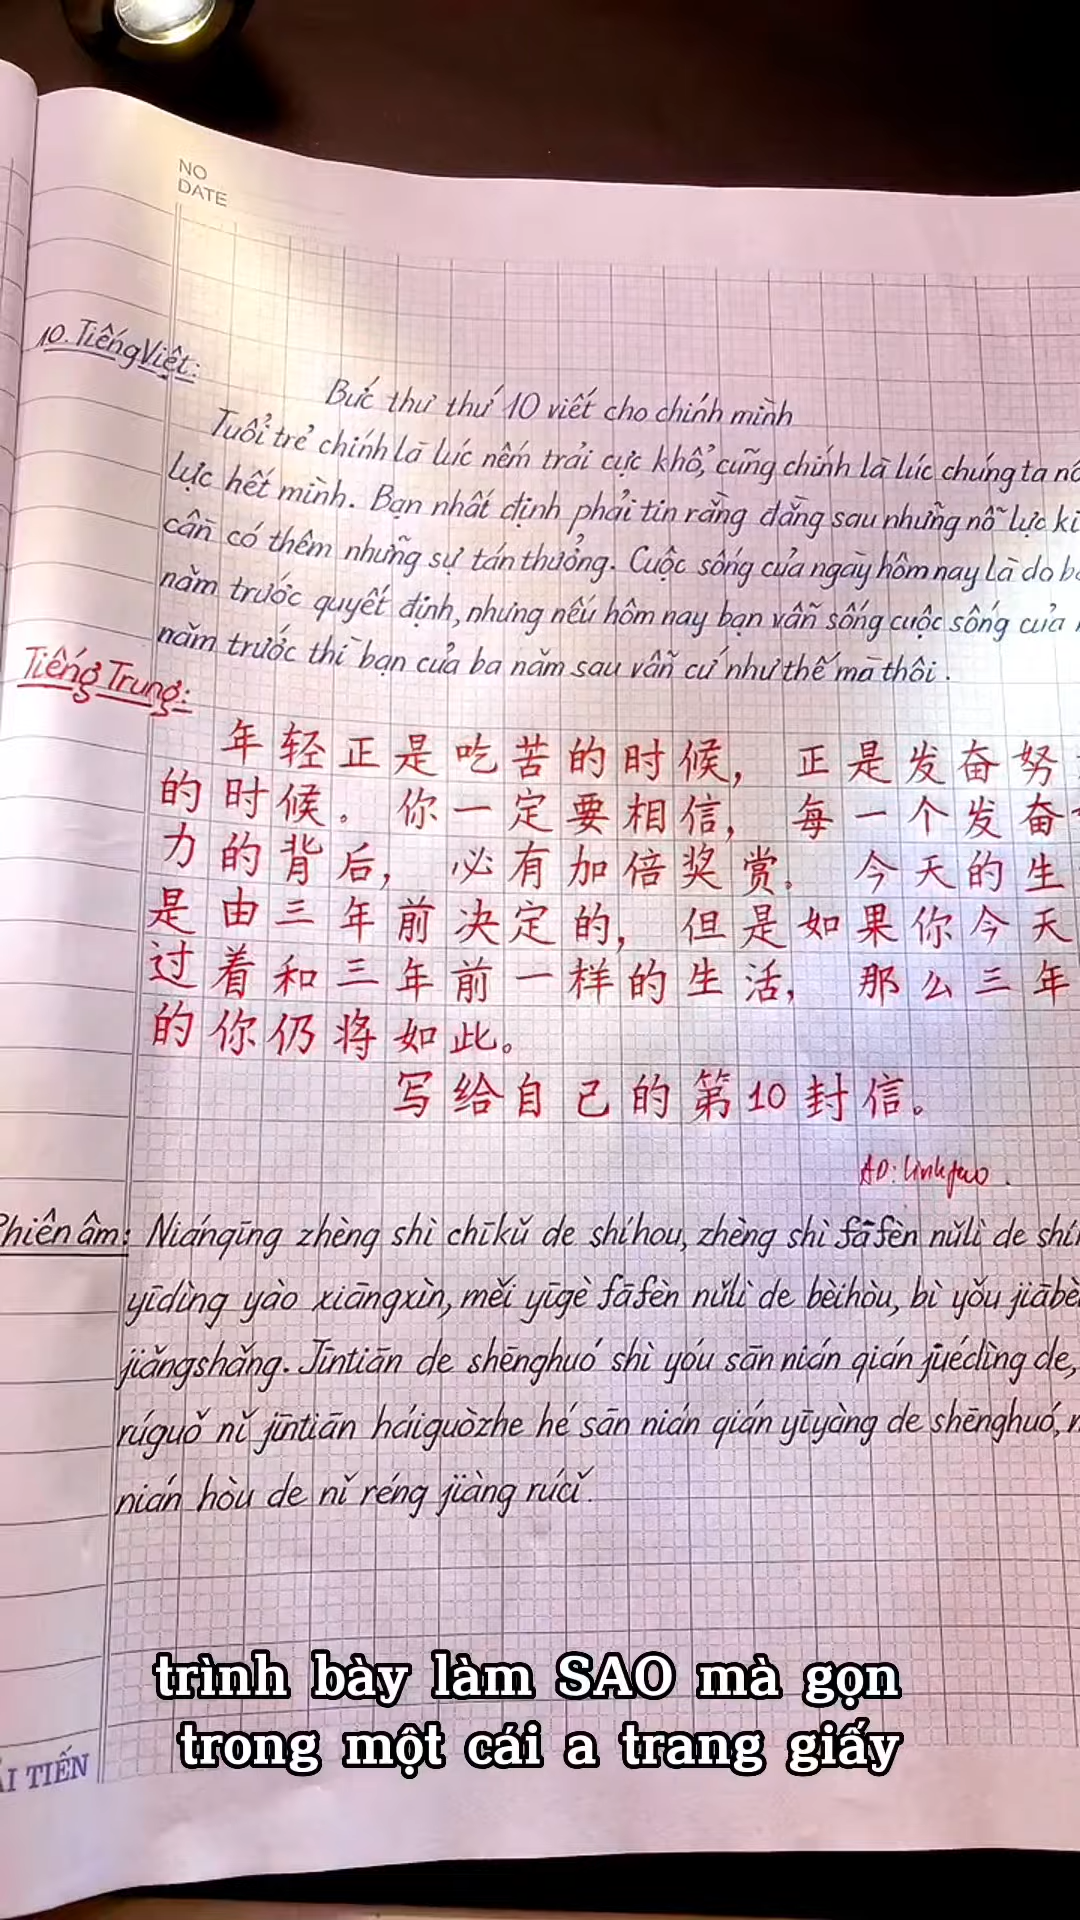 NO
DATE
10. Tiếng Việt:
Bức thư thứ 10 viết cho chính mình
Tuổi trẻ chính là lúc nếm trải cực khổ, cũng chính là lúc chúng ta
lực hết mình. Bạn nhất định phải tin rằng đằng sau những nỗ lực
cần có thêm những sự tán thưởng. Cuộc sống của ngày hôm nay là do
năm trước quyết định, nhưng nếu hôm nay bạn vẫn sống cuộc sống của
năm trước thì bạn của ba năm sau vẫn cứ như thế mà thôi.
Tiếng Trung:
年轻正是吃苦的时候，正是发奋努
的时候。你一定要相信，每一个发奋
力的背后，必有加倍奖赏。今天的生
是由三年前决定的，但是如果你今天
过着和三年前一样的生活，那么三年
的你仍将如此。
写给自己的第10封信。
Phiên âm: Niánqīng zhèng shì chīkǔ de shíhou, zhèng shì fāfèn nǔlì de
yīdìng yào xiāngxìn, měi yīgè fāfèn nǔlì de bèihòu, bì yǒu
jiǎngshǎng. Jīntiān de shēnghuó shì yóu sān nián qián juédìng de,
rúguǒ nǐ jīntiān háiguòzhe hé sān nián qián yīyàng de shēnghuó,
nián hòu de nǐ réng jiàng rúcǐ.
trình bày làm SAO mà gọn
trong một cái a trang giấy
TIẾN